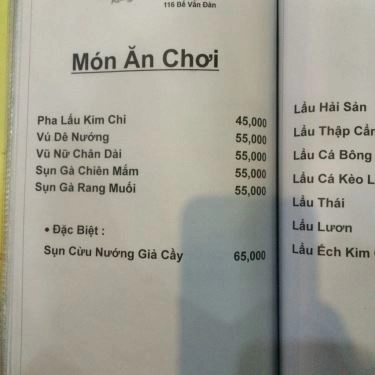 116 Bế Văn Đàn
Món Ăn Chơi
Pha Lấu Kim Chi 45,000
Vú Dê Nướng 55,000
Vũ Nữ Chân Dài 55,000
Sụn Gà Chiên Mắm 55,000
Sụn Gà Rang Muối 55,000
• Đặc Biệt :
Sụn Cừu Nướng Giả Cầy 65,000
Lẩu Hải Sản
Lẩu Thập
Lẩu Cá Bông
Lẩu Cá Kèo
Lẩu Thái
Lẩu Lươn
Lẩu Ếch Kim